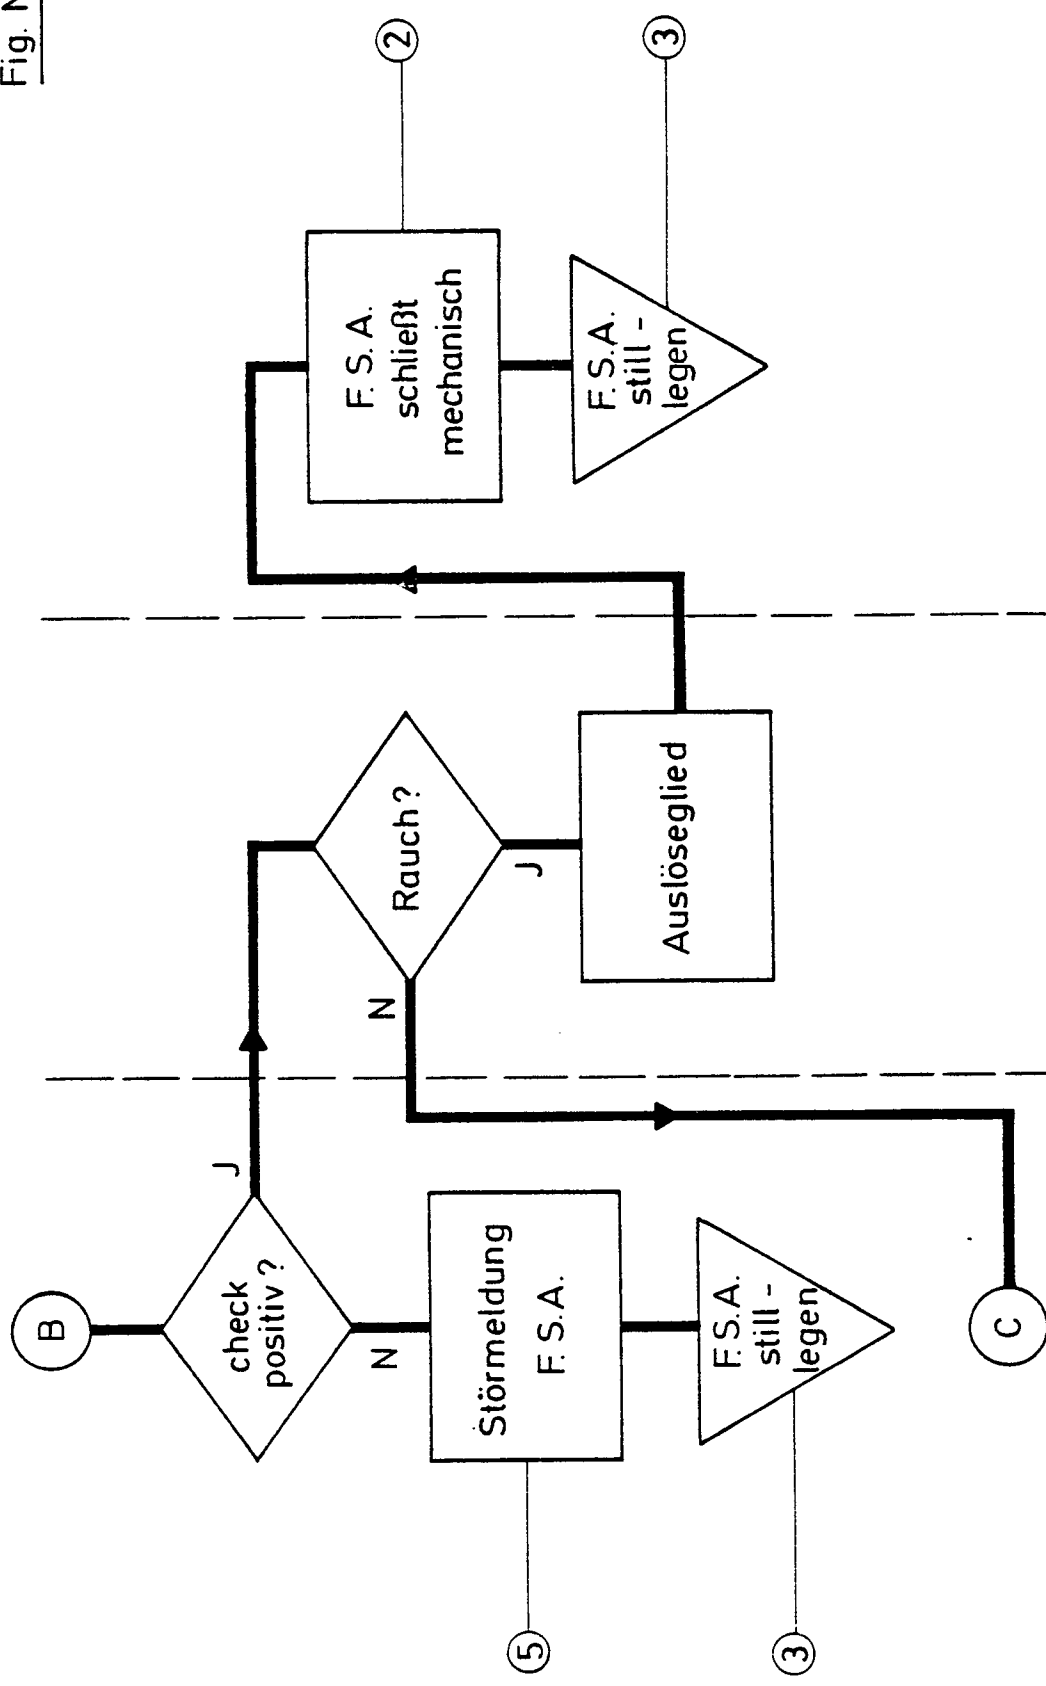 Fig.
B
check
positiv?
J
N
Störmeldung
F.S.A.
5
F.S.A.
still-
legen
3
C
Rauch?
N
J
Auslöseglied
F.S.A.
schließt
mechanisch
2
F.S.A.
still-
legen
3